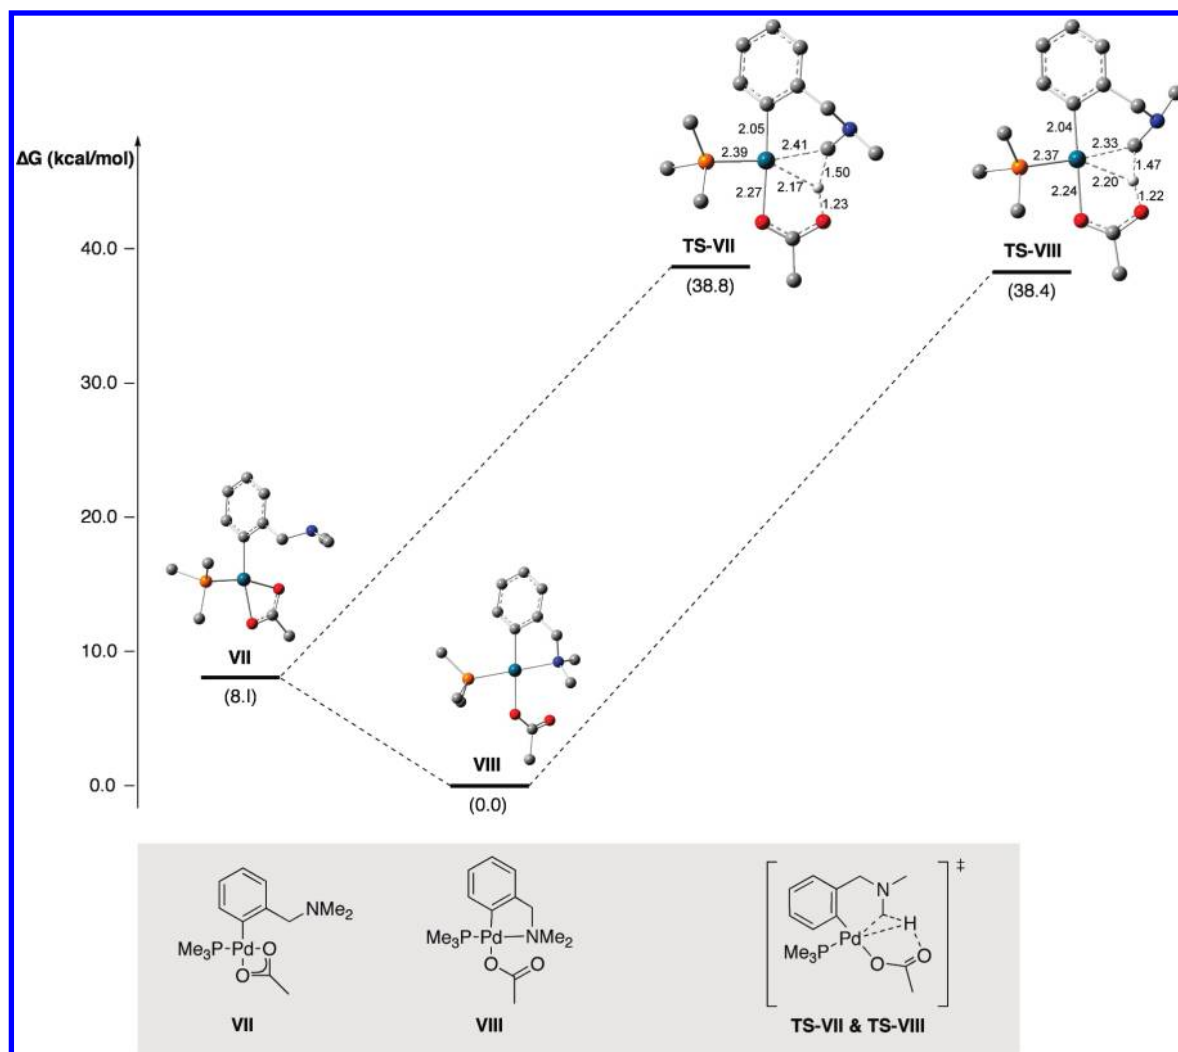 ΔG (kcal/mol)
40.0
30.0
20.0
10.0
0.0
2.05
2.39
2.41
1.50
2.17
2.27
1.23
TS-VII
(38.8)
2.04
2.33
2.37
1.47
2.20
2.24
1.22
TS-VIII
(38.4)
VII
(8.l)
VIII
(0.0)
NMe2
Me3P
Pd
O
O
VII
Me3P
Pd
NMe2
O
O
VIII
N
H
Pd
Me3P
O
O
‡
TS-VII & TS-VIII